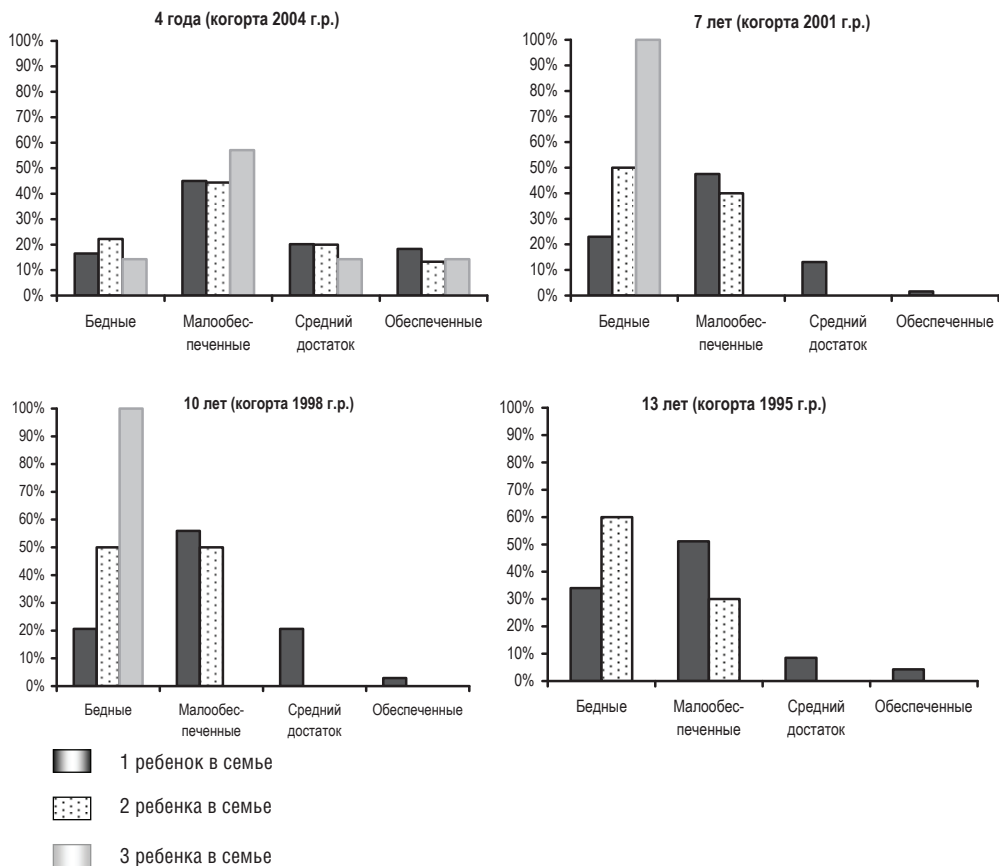 4 года (когорта 2004 г.р.)
100%
90%
80%
70%
60%
50%
40%
30%
20%
10%
0%
Бедные
Малообес-
печенные
Средний
достаток
Обеспеченные
7 лет (когорта 2001 г.р.)
100%
90%
80%
70%
60%
50%
40%
30%
20%
10%
0%
Бедные
Малообес-
печенные
Средний
достаток
Обеспеченные
10 лет (когорта 1998 г.р.)
100%
90%
80%
70%
60%
50%
40%
30%
20%
10%
0%
Бедные
Малообес-
печенные
Средний
достаток
Обеспеченные
13 лет (когорта 1995 г.р.)
100%
90%
80%
70%
60%
50%
40%
30%
20%
10%
0%
Бедные
Малообес-
печенные
Средний
достаток
Обеспеченные
1 ребенок в семье
2 ребенка в семье
3 ребенка в семье